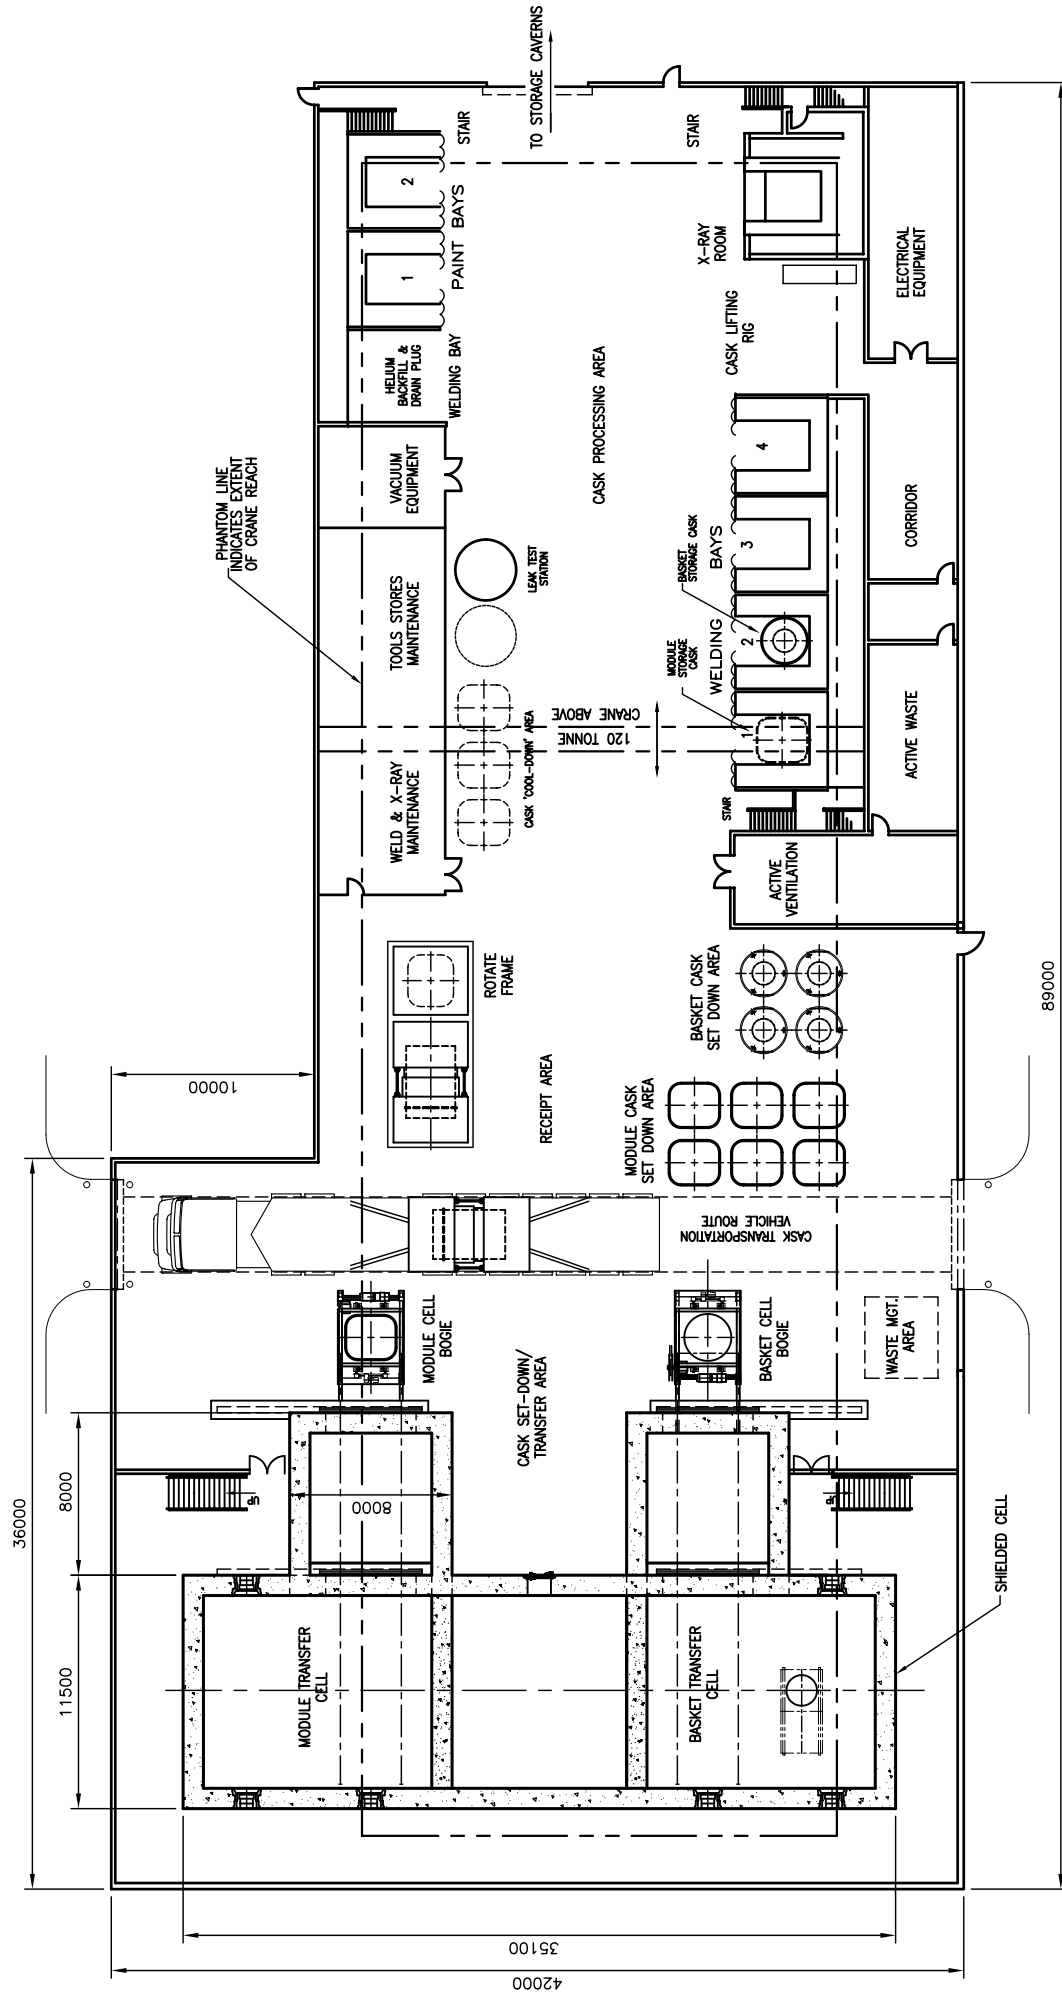 TO STORAGE CAVERNS
STAIR
STAIR
2
1
PAINT BAYS
X-RAY
ROOM
ELECTRICAL
EQUIPMENT
HELIUM
BACKFILL &
DRAIN PLUG
WELDING BAY
CASK LIFTING
RIG
CASK PROCESSING AREA
VACUUM
EQUIPMENT
PHANTOM LINE
INDICATES EXTENT
OF CRANE REACH
4
3
2
1
WELDING BAYS
CORRIDOR
LEAK TEST
STATION
BASKET
STORAGE CASK
MODULE
STORAGE
CASK
TOOLS STORES
MAINTENANCE
120 TONNE
CRANE ABOVE
CASK 'COOL-DOWN' AREA
WELD & X-RAY
MAINTENANCE
ACTIVE WASTE
STAIR
ACTIVE
VENTILATION
ROTATE
FRAME
BASKET CASK
SET DOWN AREA
89000
10000
RECEIPT AREA
MODULE CASK
SET DOWN AREA
CASK TRANSPORTATION
VEHICLE ROUTE
MODULE CELL
BOGIE
BASKET CELL
BOGIE
WASTE MGT.
AREA
CASK SET-DOWN/
TRANSFER AREA
36000
8000
8000
UP
UP
SHIELDED CELL
11500
MODULE TRANSFER
CELL
BASKET TRANSFER
CELL
35100
42000